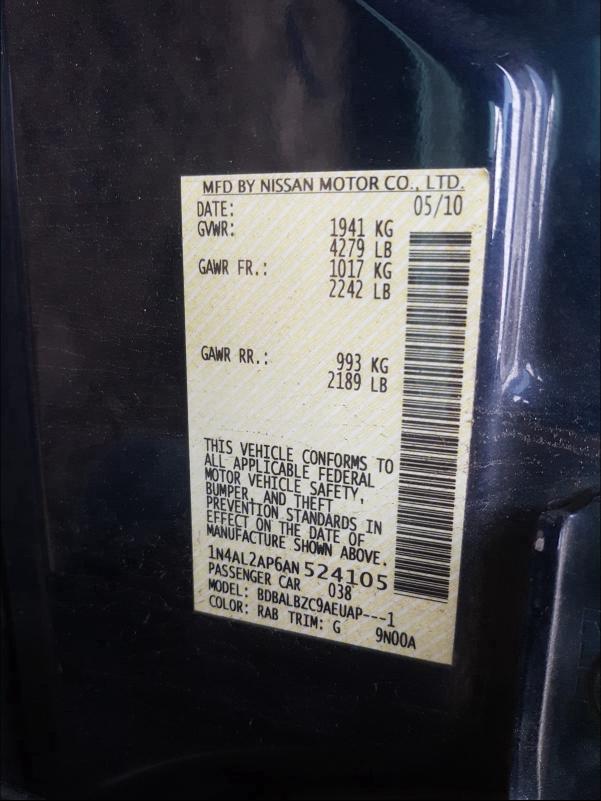 MFD BY NISSAN MOTOR CO., LTD.
DATE: 05/10
GVWR: 1941 KG
4279 LB
GAWR FR.: 1017 KG
2242 LB
GAWR RR.: 993 KG
2189 LB
THIS VEHICLE CONFORMS TO
ALL APPLICABLE FEDERAL
MOTOR VEHICLE SAFETY,
BUMPER, AND THEFT
PREVENTION STANDARDS IN
EFFECT ON THE DATE OF
MANUFACTURE SHOWN ABOVE.
1N4AL2AP6AN 524105
PASSENGER CAR 038
MODEL: BDBALBZC9AEUAP---1
COLOR: RAB TRIM: G 9N00A